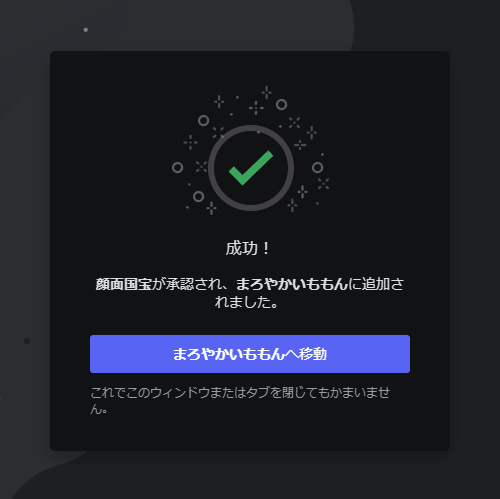 成功！
顔面国宝が承認され、まろやかいももんに追加さ
れました。
まろやかいももんへ移動
これでこのウィンドウまたはタブを閉じてもかまいませ
ん。